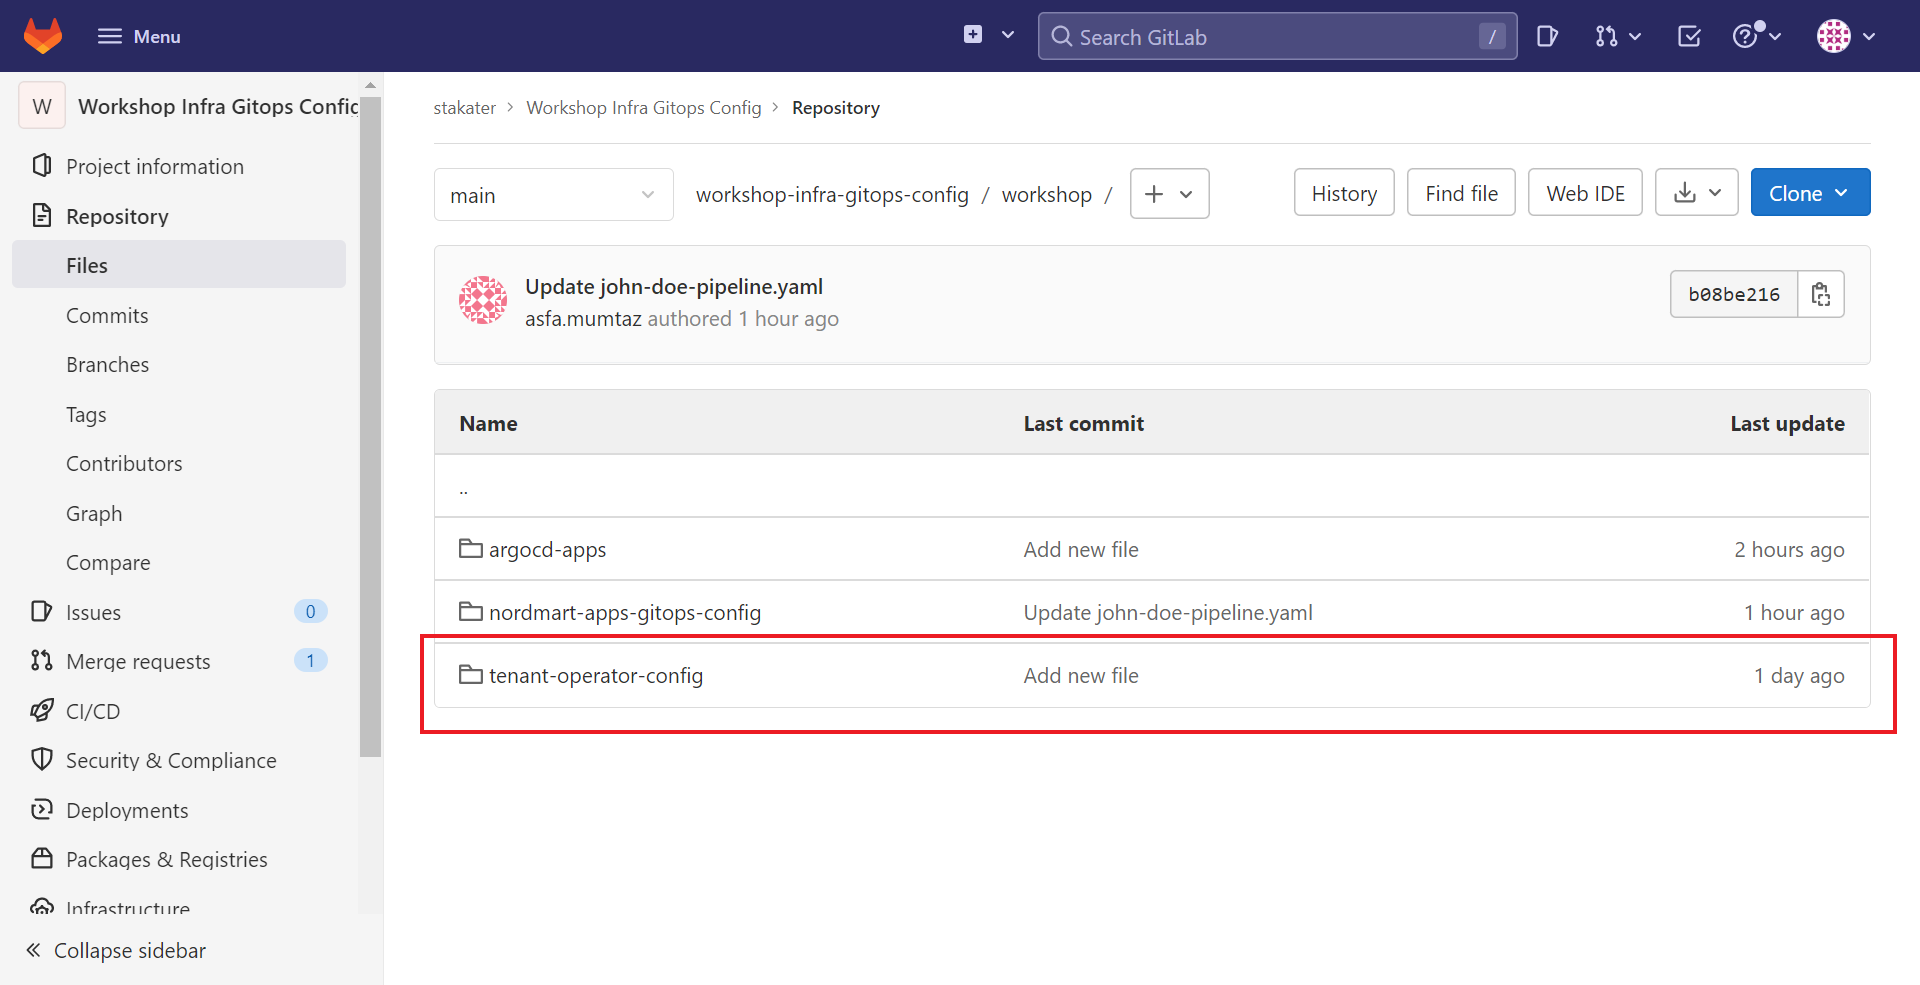 Menu
Search GitLab /
W Workshop Infra Gitops Config
Project information
Repository
Files
Commits
Branches
Tags
Contributors
Graph
Compare
Issues 0
Merge requests 1
CI/CD
Security & Compliance
Deployments
Packages & Registries
Infrastructure
Collapse sidebar
stakater > Workshop Infra Gitops Config > Repository
main workshop-infra-gitops-config / workshop / History Find file Web IDE Clone
Update john-doe-pipeline.yaml
asfa.mumtaz authored 1 hour ago
b08be216
Name Last commit Last update
..
argocd-apps Add new file 2 hours ago
nordmart-apps-gitops-config Update john-doe-pipeline.yaml 1 hour ago
tenant-operator-config Add new file 1 day ago